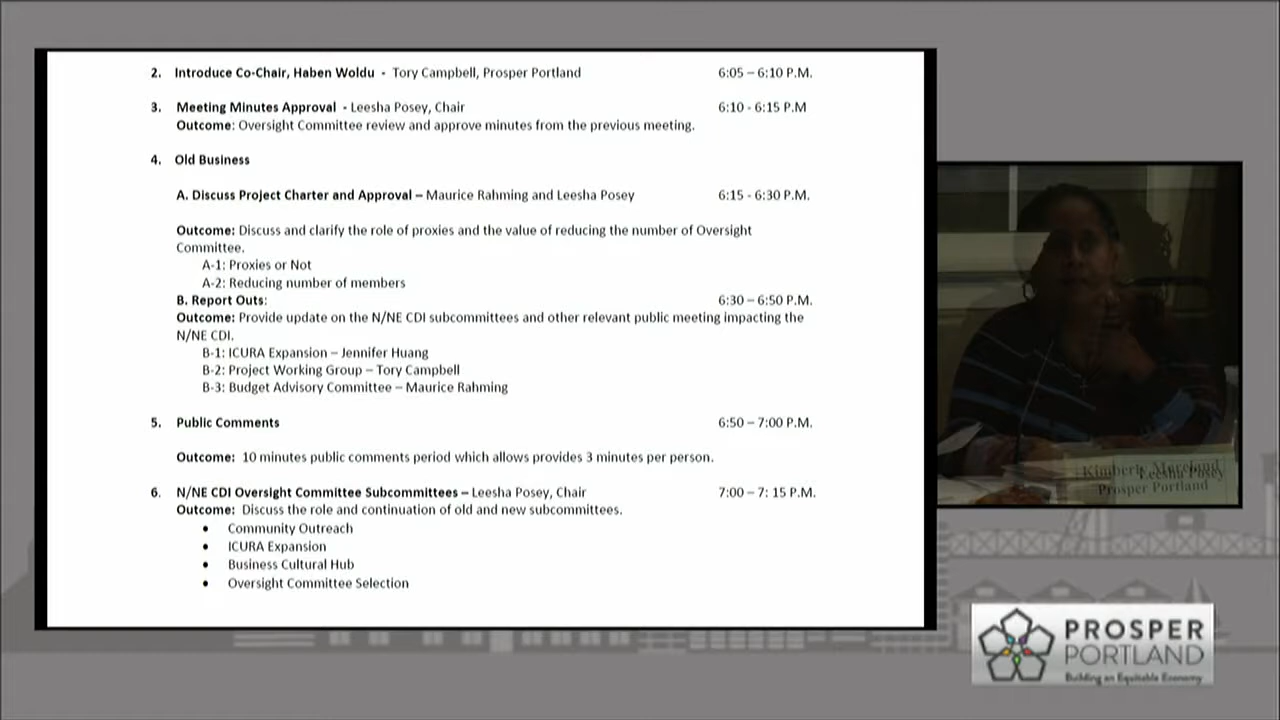 2. Introduce Co-Chair, Haben Woldu - Tory Campbell, Prosper Portland 6:05 – 6:10 P.M.
3. Meeting Minutes Approval - Leesha Posey, Chair 6:10 - 6:15 P.M
Outcome: Oversight Committee review and approve minutes from the previous meeting.
4. Old Business
A. Discuss Project Charter and Approval – Maurice Rahming and Leesha Posey 6:15 - 6:30 P.M.
Outcome: Discuss and clarify the role of proxies and the value of reducing the number of Oversight
Committee.
A-1: Proxies or Not
A-2: Reducing number of members
B. Report Outs: 6:30 – 6:50 P.M.
Outcome: Provide update on the N/NE CDI subcommittees and other relevant public meeting impacting the
N/NE CDI.
B-1: ICURA Expansion – Jennifer Huang
B-2: Project Working Group – Tory Campbell
B-3: Budget Advisory Committee – Maurice Rahming
5. Public Comments 6:50 – 7:00 P.M.
Outcome: 10 minutes public comments period which allows provides 3 minutes per person.
6. N/NE CDI Oversight Committee Subcommittees – Leesha Posey, Chair 7:00 – 7: 15 P.M.
Outcome: Discuss the role and continuation of old and new subcommittees.
• Community Outreach
• ICURA Expansion
• Business Cultural Hub
• Oversight Committee Selection
Kimberly Moreland
Leesha Posey
Prosper Portland
PROSPER
PORTLAND
Building an Equitable Economy